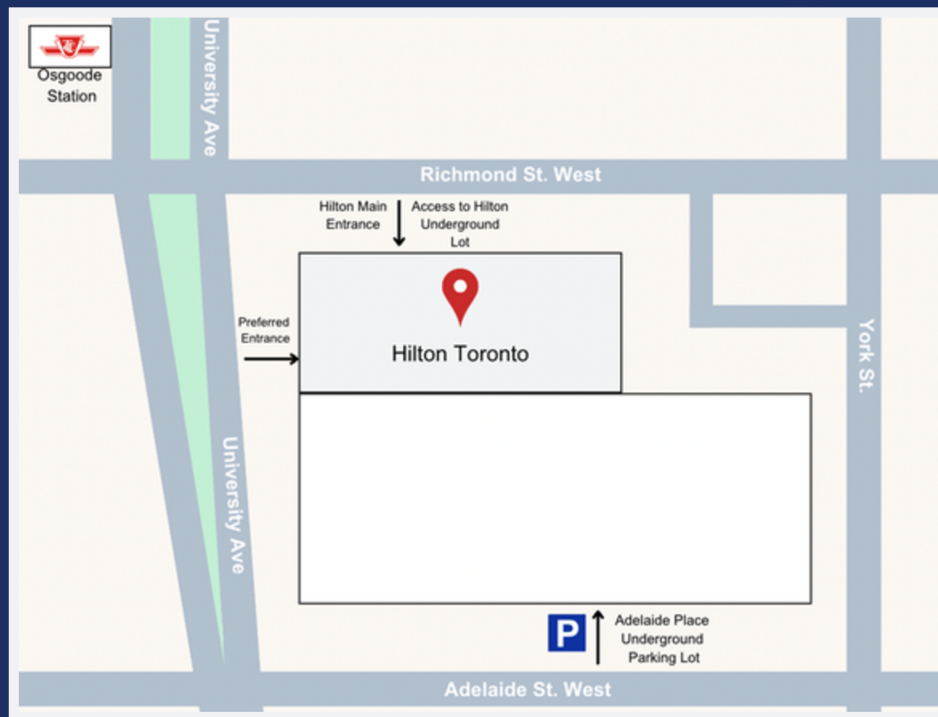 Osgoode
Station
University Ave
Richmond St. West
Hilton Main
Entrance
Access to Hilton
Underground
Lot
Preferred
Entrance
Hilton Toronto
York St.
University Ave
P
Adelaide Place
Underground
Parking Lot
Adelaide St. West